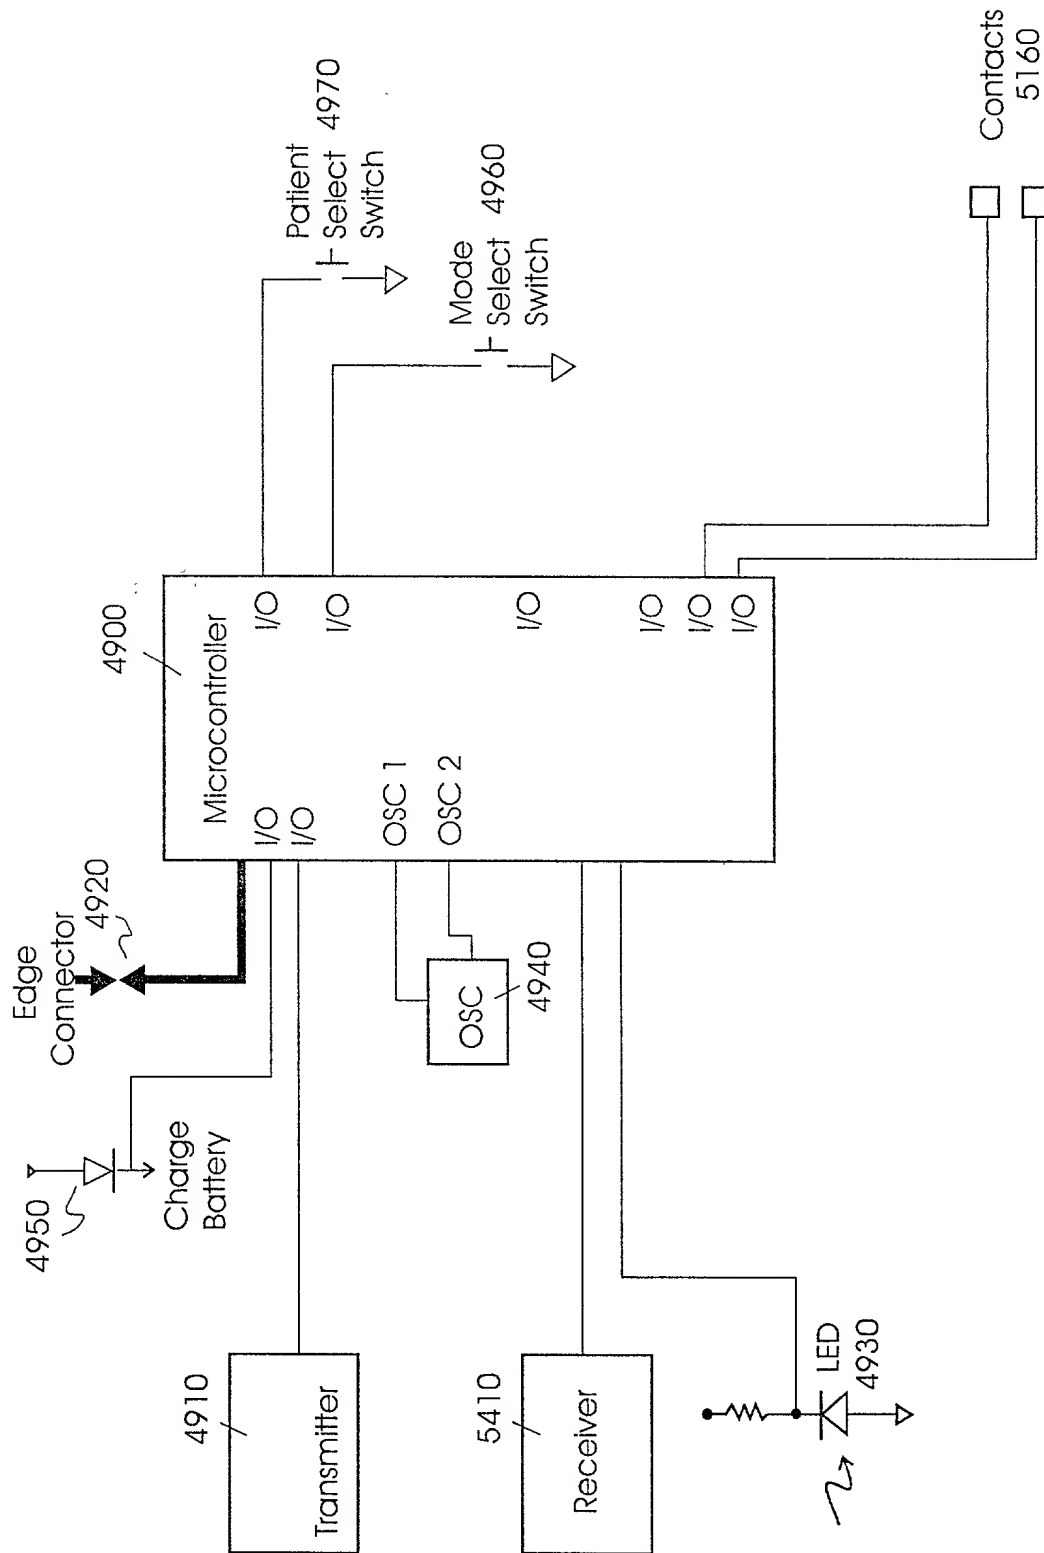 Edge
Connector
4920
4950
Charge
Battery
4910
Transmitter
4900
Microcontroller
I/O
I/O
OSC 1
OSC 2
OSC
4940
5410
Receiver
LED
4930
I/O
I/O
I/O
I/O
I/O
I/O
Patient
Select 4970
Switch
Mode
Select 4960
Switch
Contacts
5160